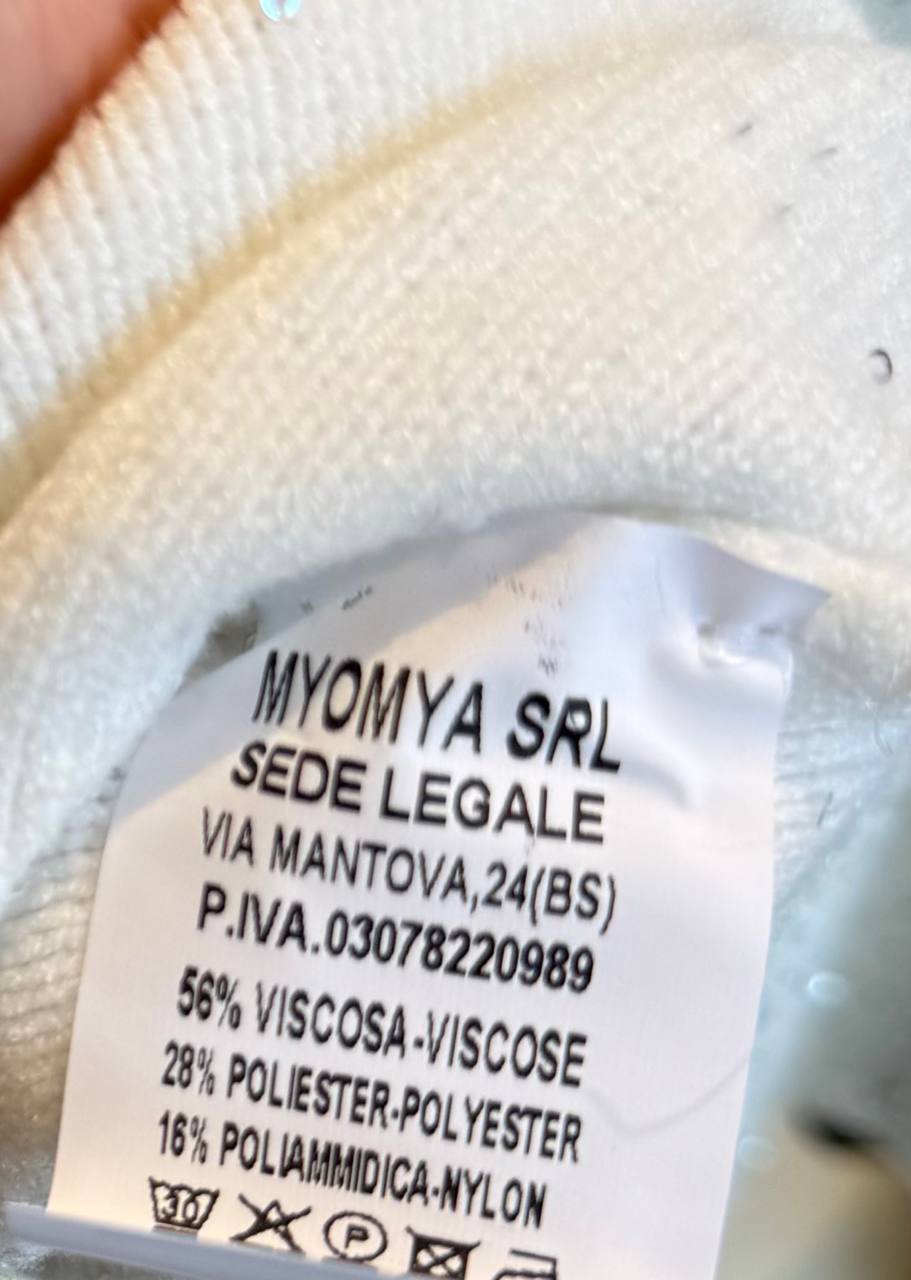 MYOMYA SRL
SEDE LEGALE
VIA MANTOVA,24(BS)
P.IVA.03078220989
56% VISCOSA-VISCOSE
28% POLIESTER-POLYESTER
16% POLIAMMIDICA-NYLON
30 P